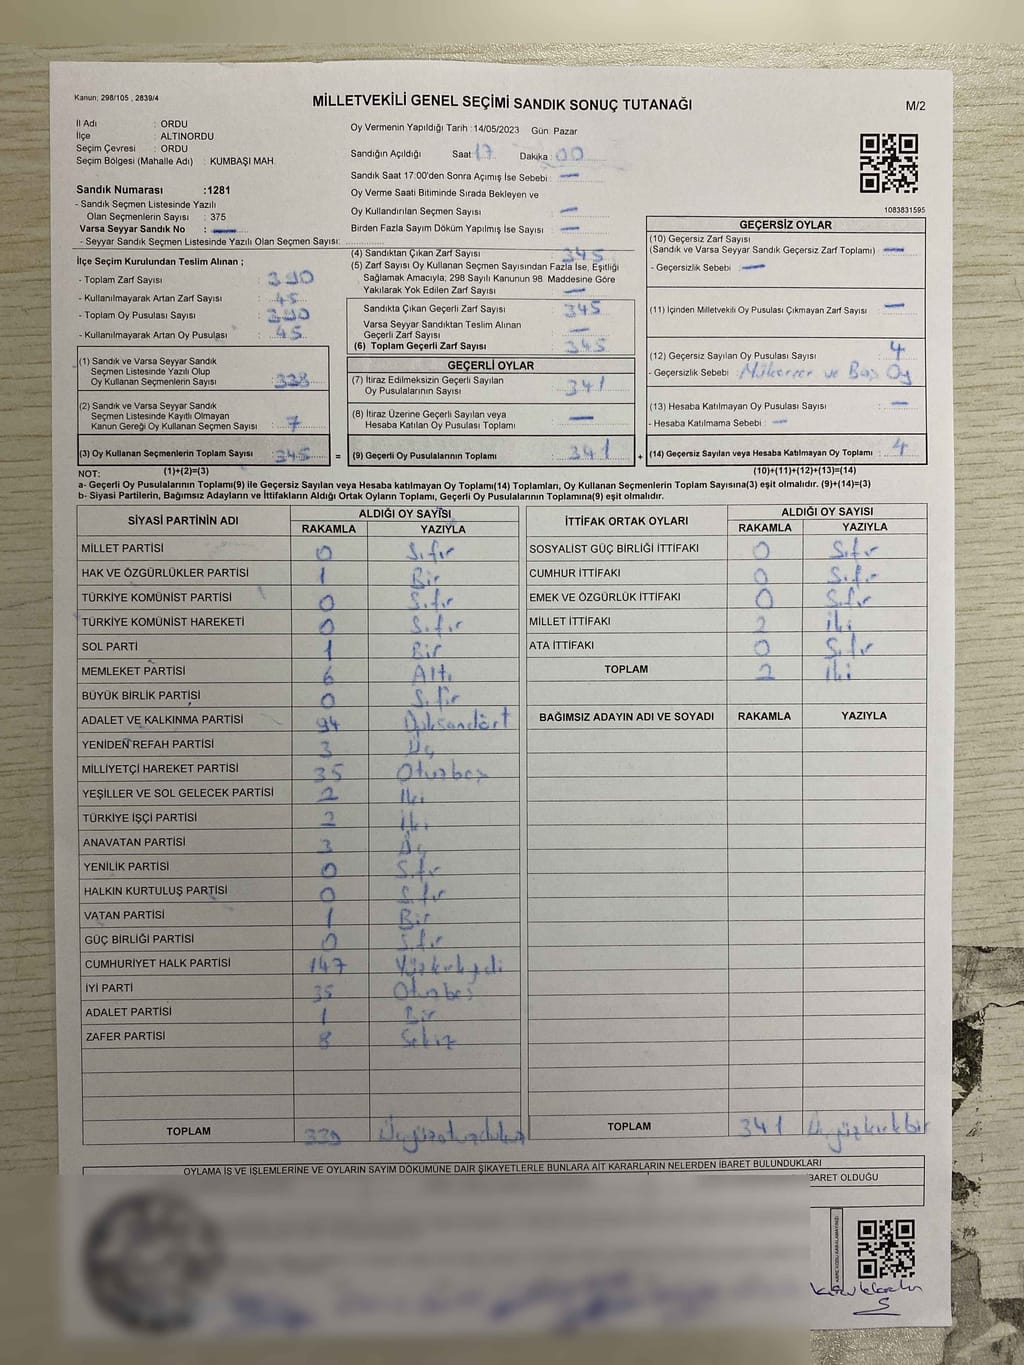 Kanun; 298/105 , 2839/4
MİLLETVEKİLİ GENEL SEÇİMİ SANDIK SONUÇ TUTANAĞI
M/2
İl Adı : ORDU
İlçe : ALTINORDU
Seçim Çevresi : ORDU
Seçim Bölgesi (Mahalle Adı) : KUMBAŞI MAH.
Sandık Numarası :1281
- Sandık Seçmen Listesinde Yazılı
Olan Seçmenlerin Sayısı : 375
Varsa Seyyar Sandık No : —
- Seyyar Sandık Seçmen Listesinde Yazılı Olan Seçmen Sayısı:
İlçe Seçim Kurulundan Teslim Alınan ;
- Toplam Zarf Sayısı : 390
- Kullanılmayarak Artan Zarf Sayısı : 45
- Toplam Oy Pusulası Sayısı : 390
- Kullanılmayarak Artan Oy Pusulası : 45
(1) Sandık ve Varsa Seyyar Sandık
Seçmen Listesinde Yazılı Olup
Oy Kullanan Seçmenlerin Sayısı : 338
(2) Sandık ve Varsa Seyyar Sandık
Seçmen Listesinde Kayıtlı Olmayan
Kanun Gereği Oy Kullanan Seçmen Sayısı : 7
(3) Oy Kullanan Seçmenlerin Toplam Sayısı : 345
Oy Vermenin Yapıldığı Tarih :14/05/2023 Gün: Pazar
Sandığın Açıldığı Saat: 17 Dakika : 00
Sandık Saat 17:00'den Sonra Açımış İse Sebebi : —
Oy Verme Saati Bitiminde Sırada Bekleyen ve
Oy Kullandırılan Seçmen Sayısı —
Birden Fazla Sayım Döküm Yapılmış İse Sayısı : —
(4) Sandıktan Çıkan Zarf Sayısı : 345
(5) Zarf Sayısı Oy Kullanan Seçmen Sayısından Fazla İse, Eşitliği
Sağlamak Amacıyla; 298 Sayılı Kanunun 98. Maddesine Göre
Yakılarak Yok Edilen Zarf Sayısı : —
Sandıkta Çıkan Geçerli Zarf Sayısı : 345
Varsa Seyyar Sandıktan Teslim Alınan
Geçerli Zarf Sayısı : —
(6) Toplam Geçerli Zarf Sayısı : 345
GEÇERLİ OYLAR
(7) İtiraz Edilmeksizin Geçerli Sayılan
Oy Pusulalarının Sayısı : 341
(8) İtiraz Üzerine Geçerli Sayılan veya
Hesaba Katılan Oy Pusulası Toplamı : —
= (9) Geçerli Oy Pusulalarının Toplamı : 341 +
1083831595
GEÇERSİZ OYLAR
(10) Geçersiz Zarf Sayısı
(Sandık ve Varsa Seyyar Sandık Geçersiz Zarf Toplamı) : —
- Geçersizlik Sebebi : —
(11) İçinden Milletvekili Oy Pusulası Çıkmayan Zarf Sayısı : —
(12) Geçersiz Sayılan Oy Pusulası Sayısı : 4
- Geçersizlik Sebebi : Mükerrer ve Boş Oy
(13) Hesaba Katılmayan Oy Pusulası Sayısı : —
- Hesaba Katılmama Sebebi : —
(14) Geçersiz Sayılan veya Hesaba Katılmayan Oy Toplamı : 4
NOT: (1)+(2)=(3) (10)+(11)+(12)+(13)=(14)
a- Geçerli Oy Pusulalarının Toplamı(9) ile Geçersiz Sayılan veya Hesaba katılmayan Oy Toplamı(14) Toplamları, Oy Kullanan Seçmenlerin Toplam Sayısına(3) eşit olmalıdır. (9)+(14)=(3)
b- Siyasi Partilerin, Bağımsız Adayların ve İttifakların Aldığı Ortak Oyların Toplamı, Geçerli Oy Pusulalarının Toplamına(9) eşit olmalıdır.
SİYASİ PARTİNİN ADI ALDIĞI OY SAYISI
RAKAMLA YAZIYLA
MİLLET PARTİSİ 0 Sıfır
HAK VE ÖZGÜRLÜKLER PARTİSİ 1 Bir
TÜRKİYE KOMÜNİST PARTİSİ 0 Sıfır
TÜRKİYE KOMÜNİST HAREKETİ 0 Sıfır
SOL PARTİ 1 Bir
MEMLEKET PARTİSİ 6 Altı
BÜYÜK BİRLİK PARTİSİ 0 Sıfır
ADALET VE KALKINMA PARTİSİ 94 Doksandört
YENİDEN REFAH PARTİSİ 3 Üç
MİLLİYETÇİ HAREKET PARTİSİ 35 Otuzbeş
YEŞİLLER VE SOL GELECEK PARTİSİ 2 İki
TÜRKİYE İŞÇİ PARTİSİ 2 İki
ANAVATAN PARTİSİ 3 Üç
YENİLİK PARTİSİ 0 Sıfır
HALKIN KURTULUŞ PARTİSİ 0 Sıfır
VATAN PARTİSİ 1 Bir
GÜÇ BİRLİĞİ PARTİSİ 0 Sıfır
CUMHURİYET HALK PARTİSİ 147 Yüzkırkyedi
İYİ PARTİ 35 Otuzbeş
ADALET PARTİSİ 1 Bir
ZAFER PARTİSİ 8 Sekiz
TOPLAM 339 Üçyüzotuzdokuz
İTTİFAK ORTAK OYLARI ALDIĞI OY SAYISI
RAKAMLA YAZIYLA
SOSYALİST GÜÇ BİRLİĞİ İTTİFAKI 0 Sıfır
CUMHUR İTTİFAKI 0 Sıfır
EMEK VE ÖZGÜRLÜK İTTİFAKI 0 Sıfır
MİLLET İTTİFAKI 2 İki
ATA İTTİFAKI 0 Sıfır
TOPLAM 2 İki
BAĞIMSIZ ADAYIN ADI VE SOYADI RAKAMLA YAZIYLA
TOPLAM 341 Üçyüzkırkbir
OYLAMA İŞ VE İŞLEMLERİNE VE OYLARIN SAYIM DÖKÜMÜNE DAİR ŞİKAYETLERLE BUNLARA AİT KARARLARIN NELERDEN İBARET BULUNDUKLARI
BARET OLDUĞU